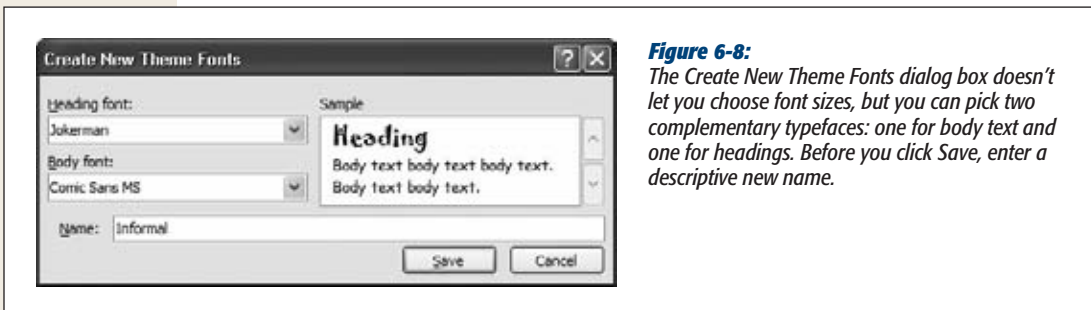 Create New Theme Fonts
Heading font:
Jokerman
Body font:
Comic Sans MS
Sample
Heading
Body text body text body text.
Body text body text.
Name: Informal
Save Cancel
Figure 6-8:
The Create New Theme Fonts dialog box doesn't
let you choose font sizes, but you can pick two
complementary typefaces: one for body text and
one for headings. Before you click Save, enter a
descriptive new name.